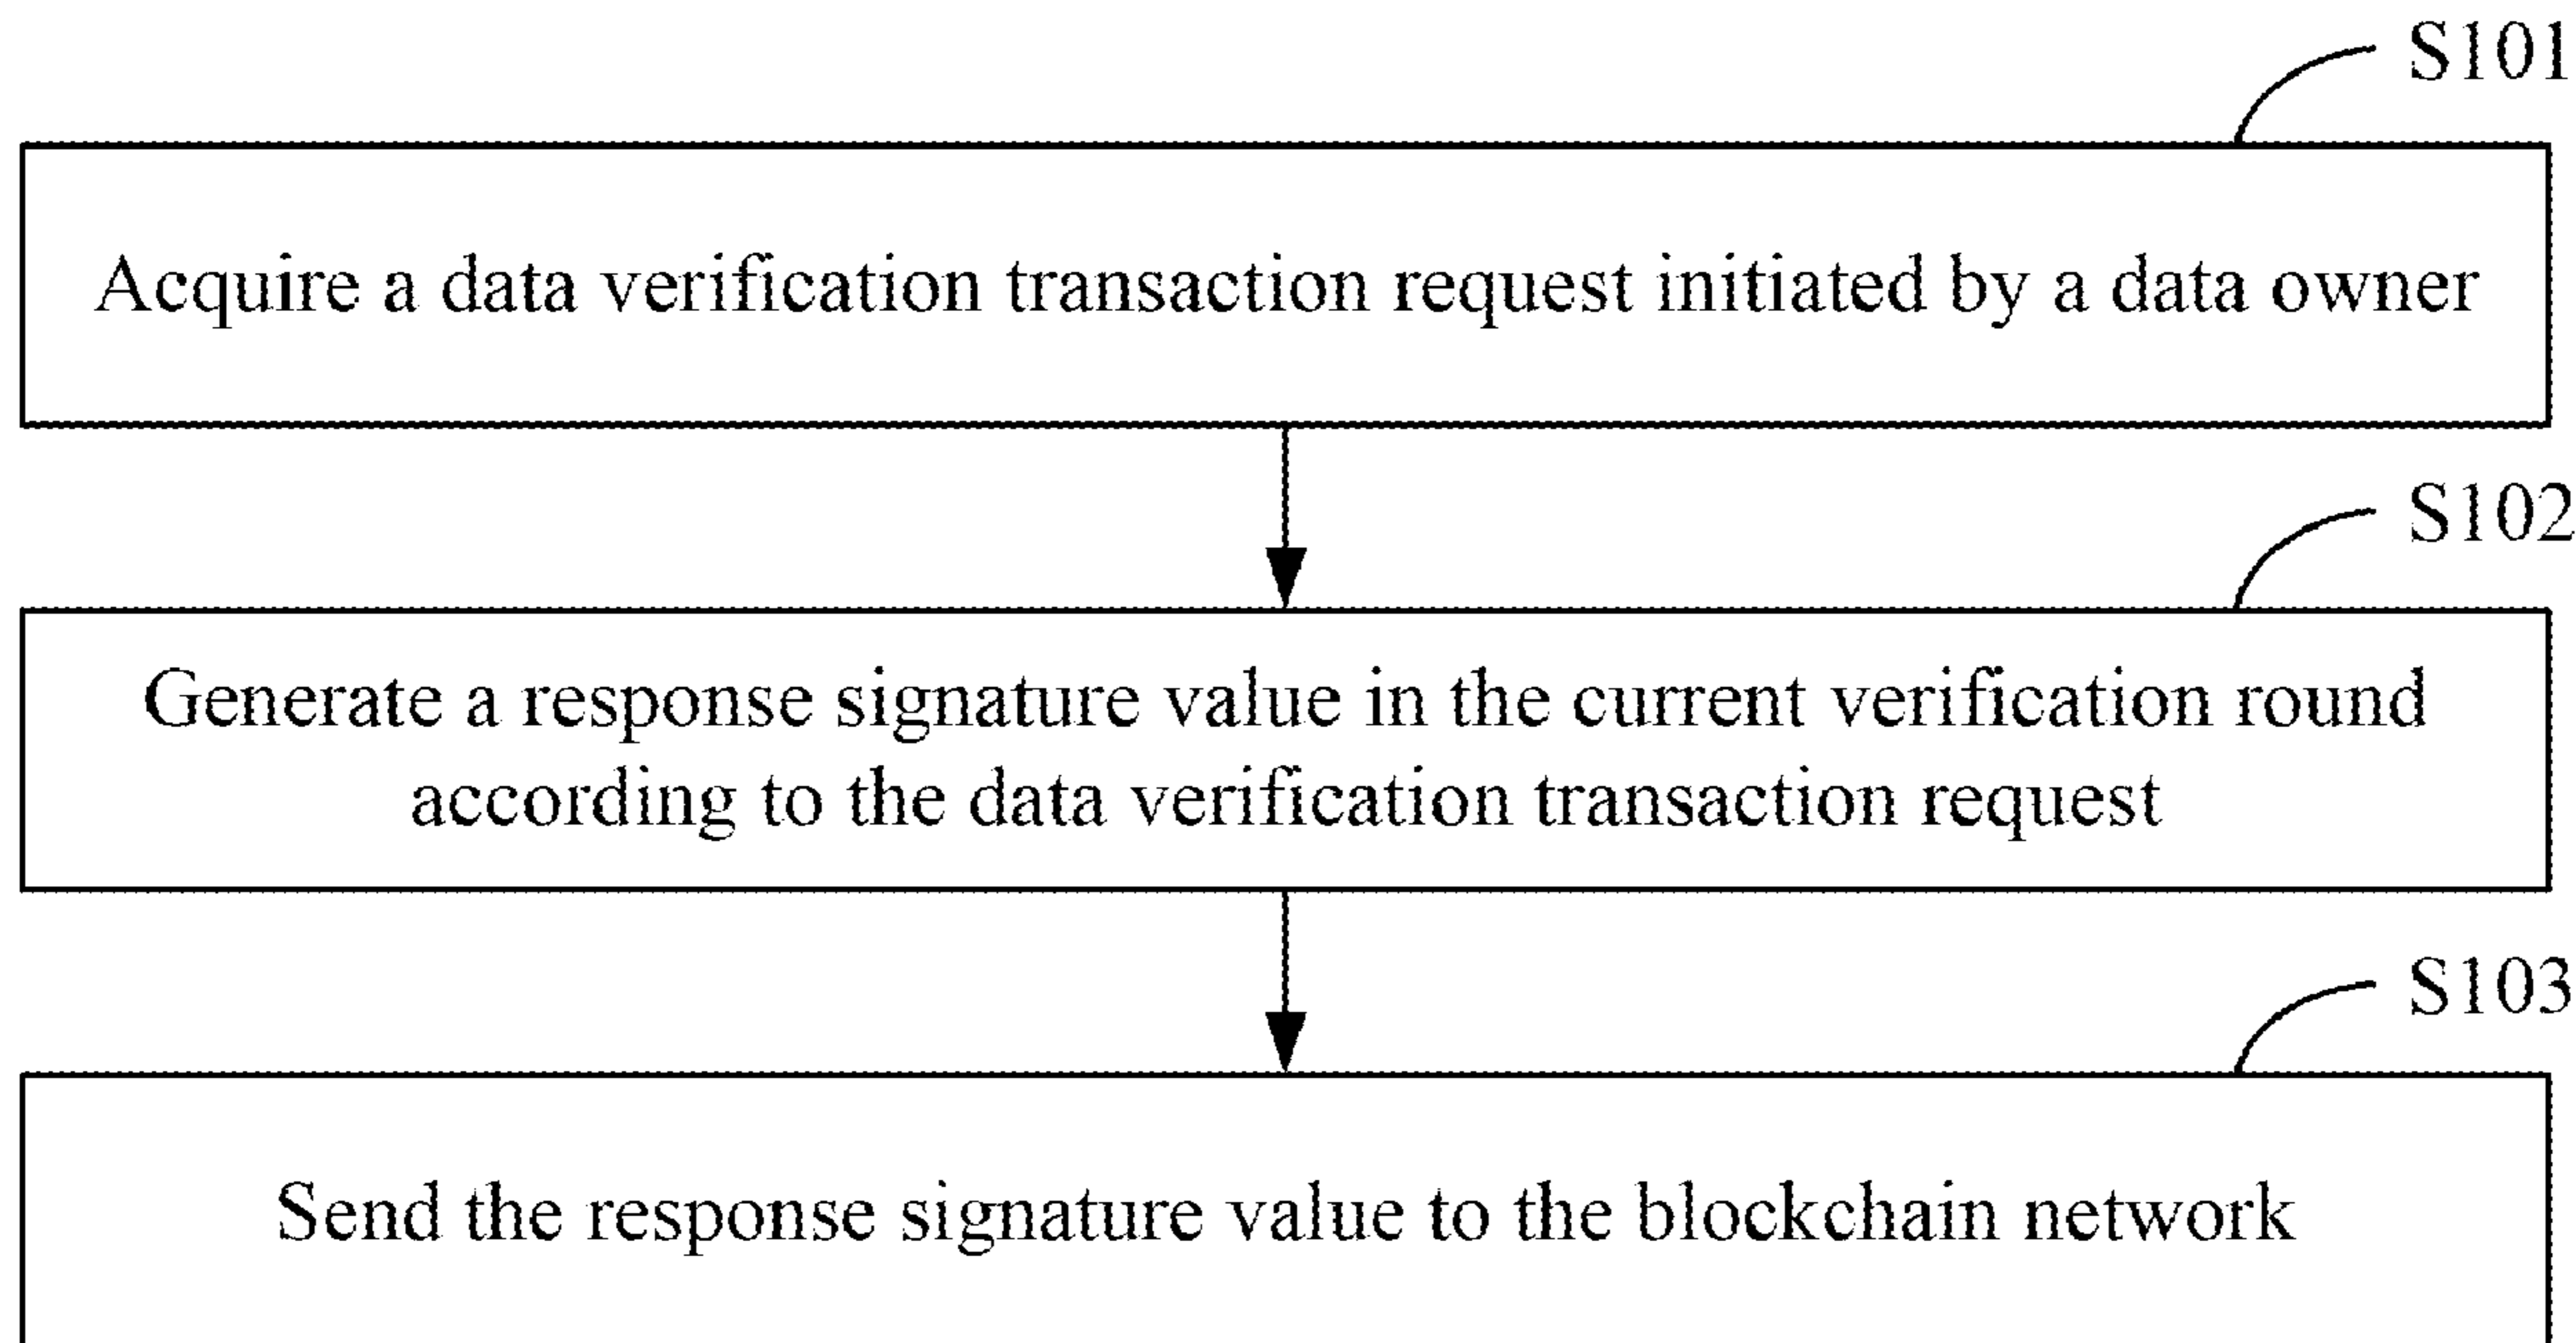 S101
Acquire a data verification transaction request initiated by a data owner
S102
Generate a response signature value in the current verification round
according to the data verification transaction request
S103
Send the response signature value to the blockchain network